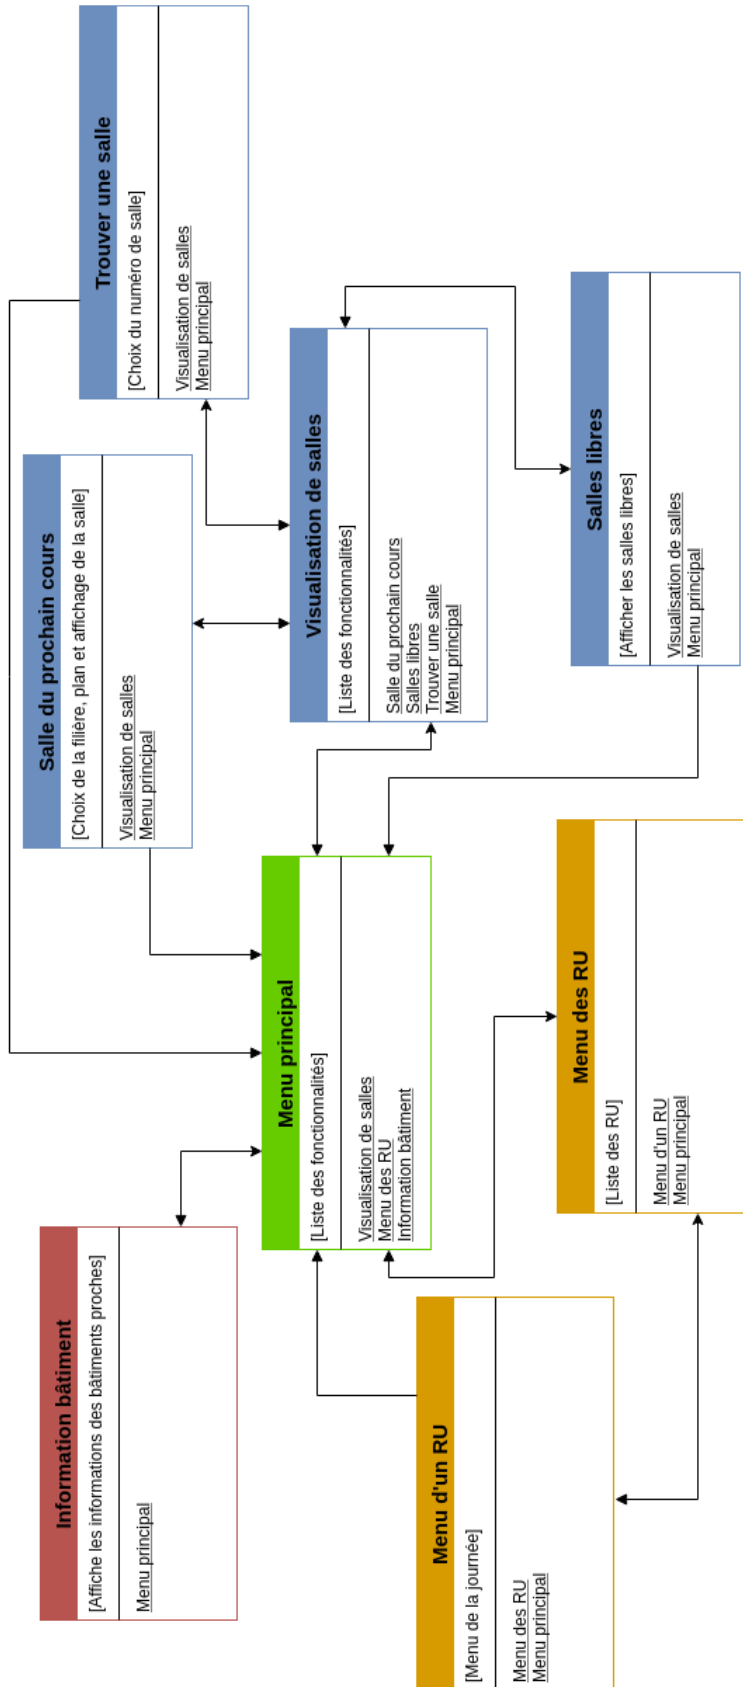 Trouver une salle
[Choix du numéro de salle]
Visualisation de salles
Menu principal
Salle du prochain cours
[Choix de la filière, plan et affichage de la salle]
Visualisation de salles
Menu principal
Visualisation de salles
[Liste des fonctionnalités]
Salle du prochain cours
Salles libres
Trouver une salle
Menu principal
Salles libres
[Afficher les salles libres]
Visualisation de salles
Menu principal
Menu principal
[Liste des fonctionnalités]
Visualisation de salles
Menu des RU
Information bâtiment
Menu des RU
[Liste des RU]
Menu d'un RU
Menu principal
Information bâtiment
[Affiche les informations des bâtiments proches]
Menu principal
Menu d'un RU
[Menu de la journée]
Menu des RU
Menu principal